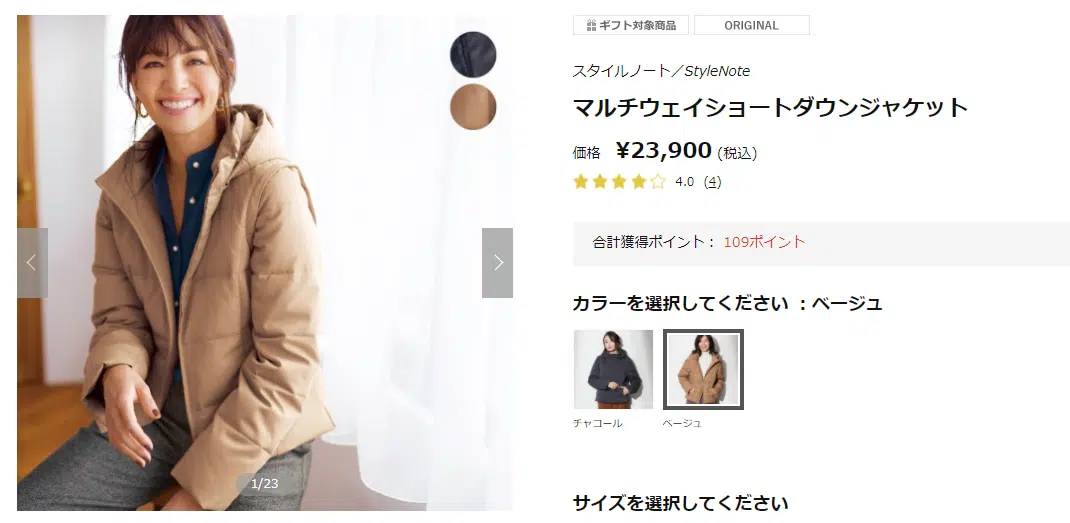 ギフト対象商品
ORIGINAL
スタイルノート／StyleNote
マルチウェイショートダウンジャケット
価格 ¥23,900 (税込)
4.0 (4)
合計獲得ポイント： 109ポイント
カラーを選択してください ：ベージュ
チャコール
ベージュ
1/23
サイズを選択してください